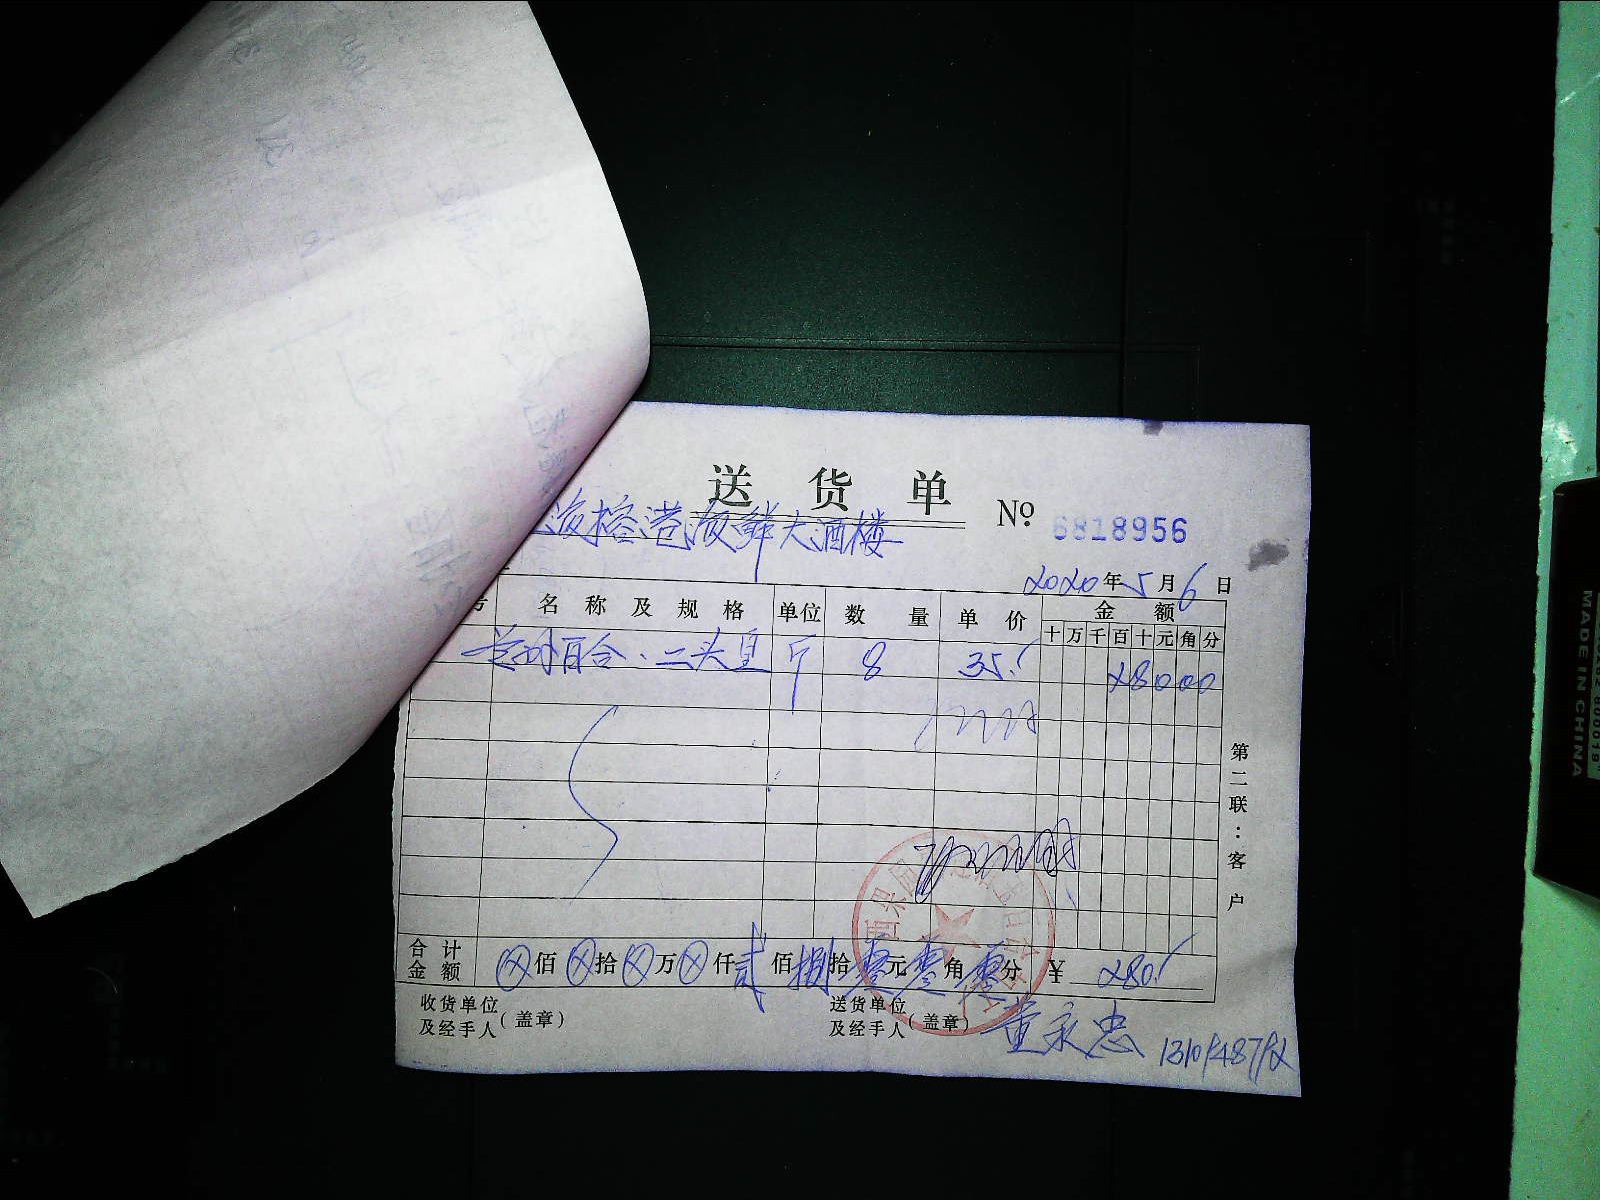 送货单 No 6818956
海榕港海鲜大酒楼
2020年5月6日
号 名称及规格 单位 数量 单价 金额
十万千百十元角分
兰州百合、二头 斤 8 35.- 28000
第二联:客户
合计金额 ⊗佰⊗拾⊗万⊗仟贰佰捌拾零元零角零分 ¥ 280.-
收货单位及经手人(盖章) 送货单位及经手人(盖章) 董永忠
MADE IN CHINA